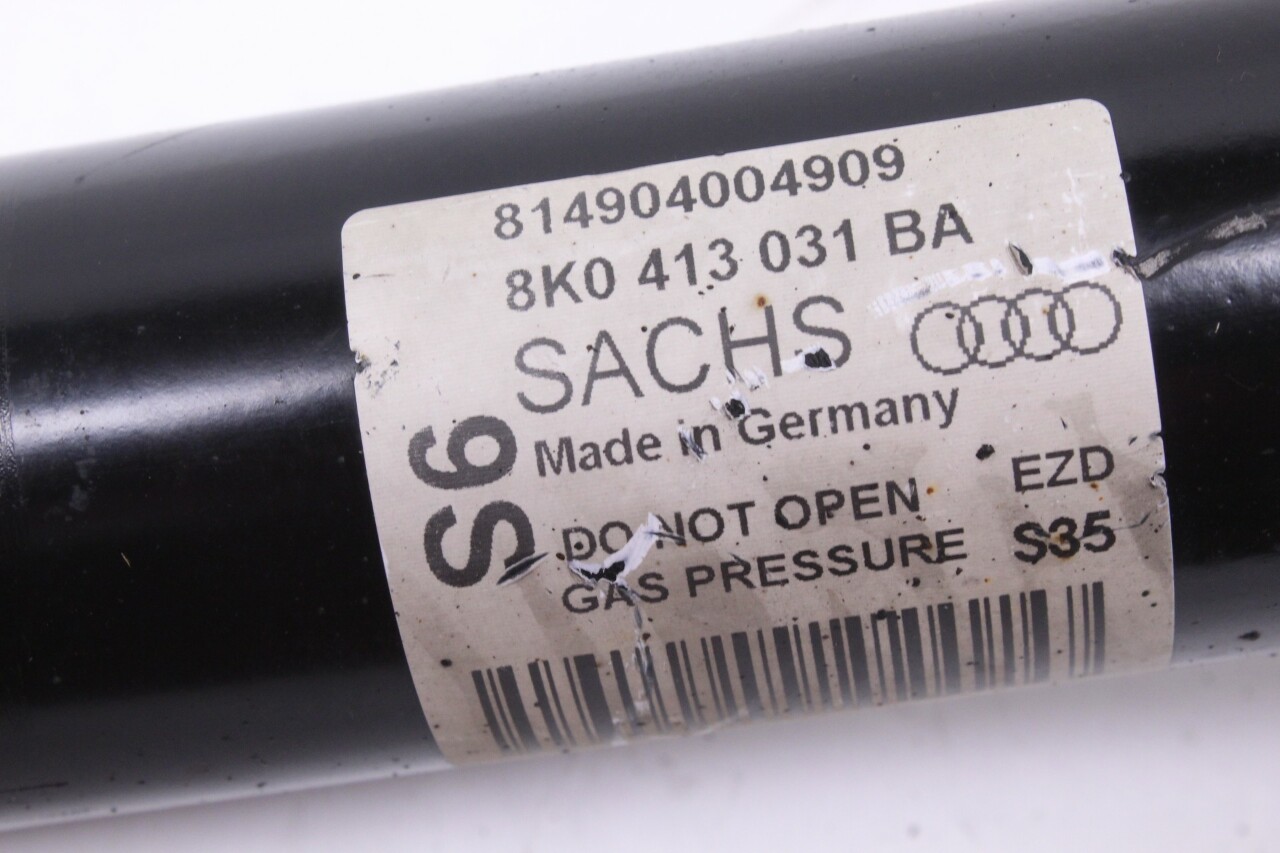 814904004909
8K0 413 031 BA
SACHS
Made in Germany
S6
DO NOT OPEN
GAS PRESSURE
EZD
S35